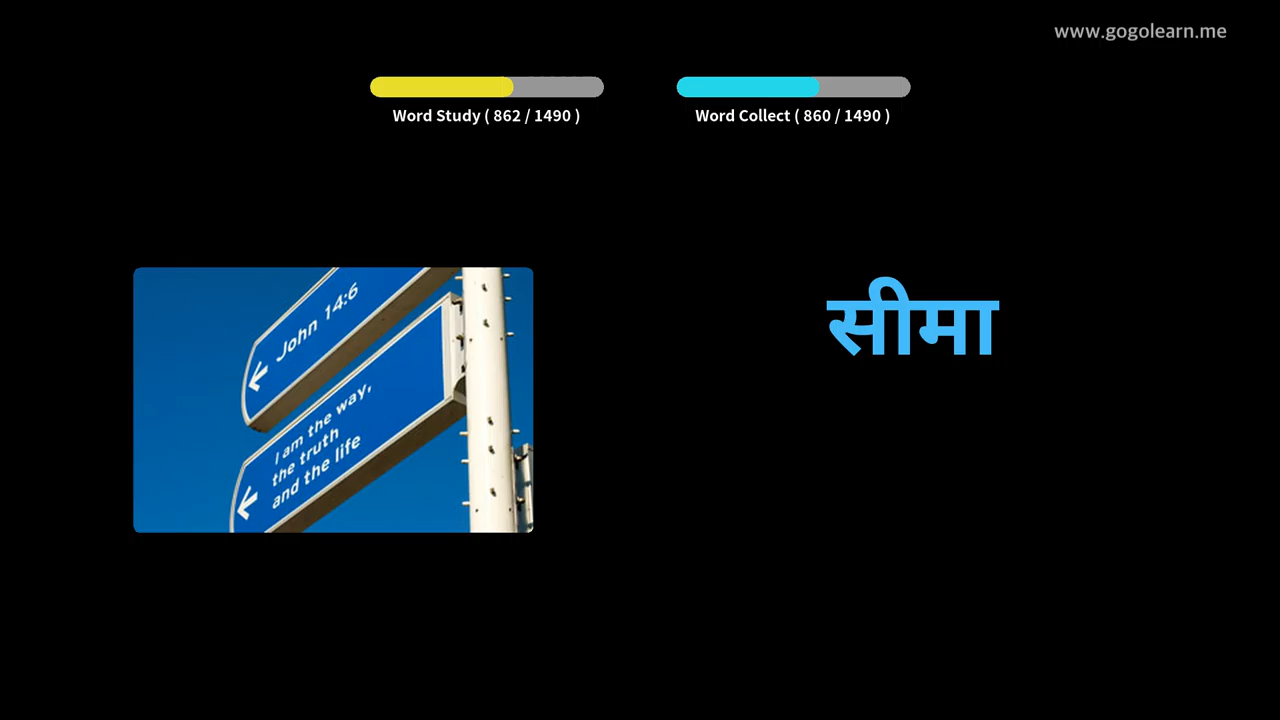 www.gogolearn.me
Word Study ( 862 / 1490 )
Word Collect ( 860 / 1490 )
John 14:6
I am the way,
the truth
and the life
सीमा